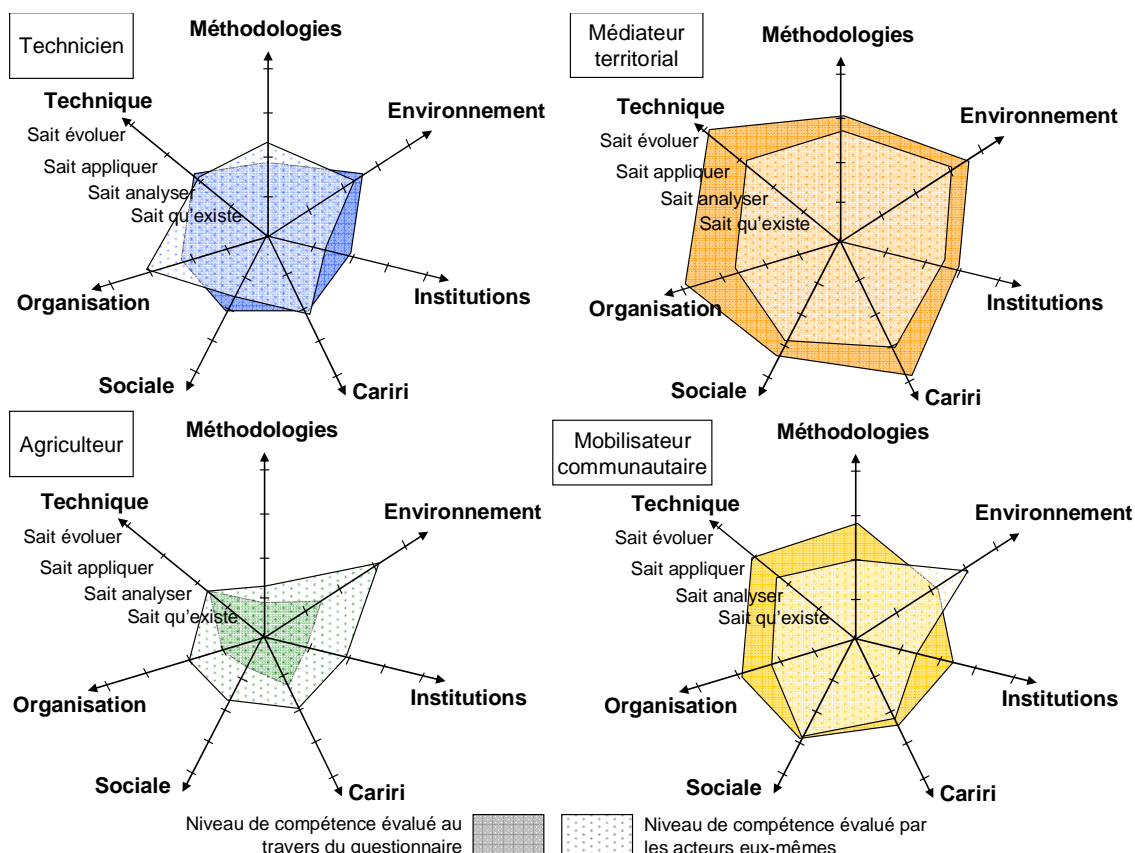 Technicien
Méthodologies
Technique
Environnement
Sait évoluer
Sait appliquer
Sait analyser
Sait qu'existe
Organisation
Institutions
Sociale
Cariri
Médiateur
territorial
Méthodologies
Technique
Environnement
Sait évoluer
Sait appliquer
Sait analyser
Sait qu'existe
Organisation
Institutions
Sociale
Cariri
Agriculteur
Méthodologies
Technique
Environnement
Sait évoluer
Sait appliquer
Sait analyser
Sait qu'existe
Organisation
Institutions
Sociale
Cariri
Mobilisateur
communautaire
Méthodologies
Technique
Environnement
Sait évoluer
Sait appliquer
Sait analyser
Sait qu'existe
Organisation
Institutions
Sociale
Cariri
Niveau de compétence évalué au
travers du questionnaire
Niveau de compétence évalué par
les acteurs eux-mêmes